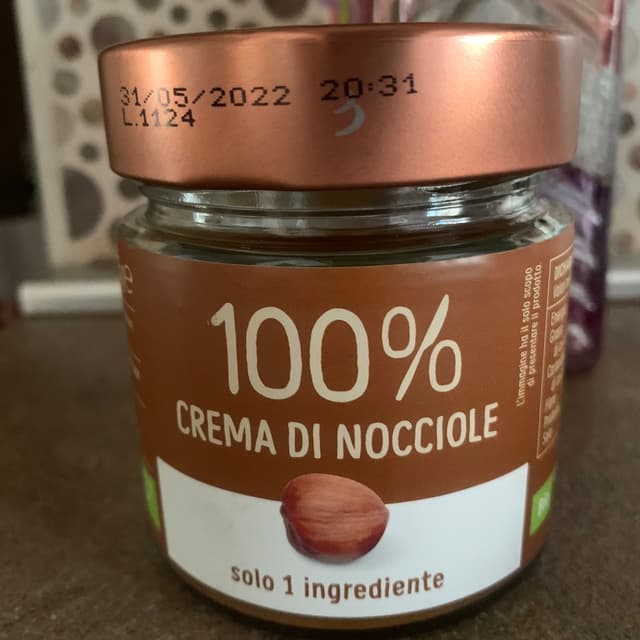 31/05/2022 20:31
L.1124
100%
CREMA DI NOCCIOLE
solo 1 ingrediente
L'immagine ha il solo scopo
di presentare il prodotto